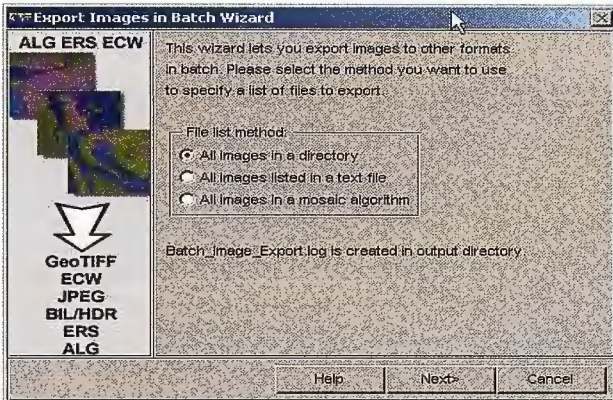 Export Images in Batch Wizard
ALG ERS ECW
GeoTIFF
ECW
JPEG
BIL/HDR
ERS
ALG
This wizard lets you export images to other formats
in batch. Please select the method you want to use
to specify a list of files to export.
File list method:
All images in a directory
All images listed in a text file
All images in a mosaic algorithm
Batch_Image_Export.log is created in output directory
Help
Next>
Cancel